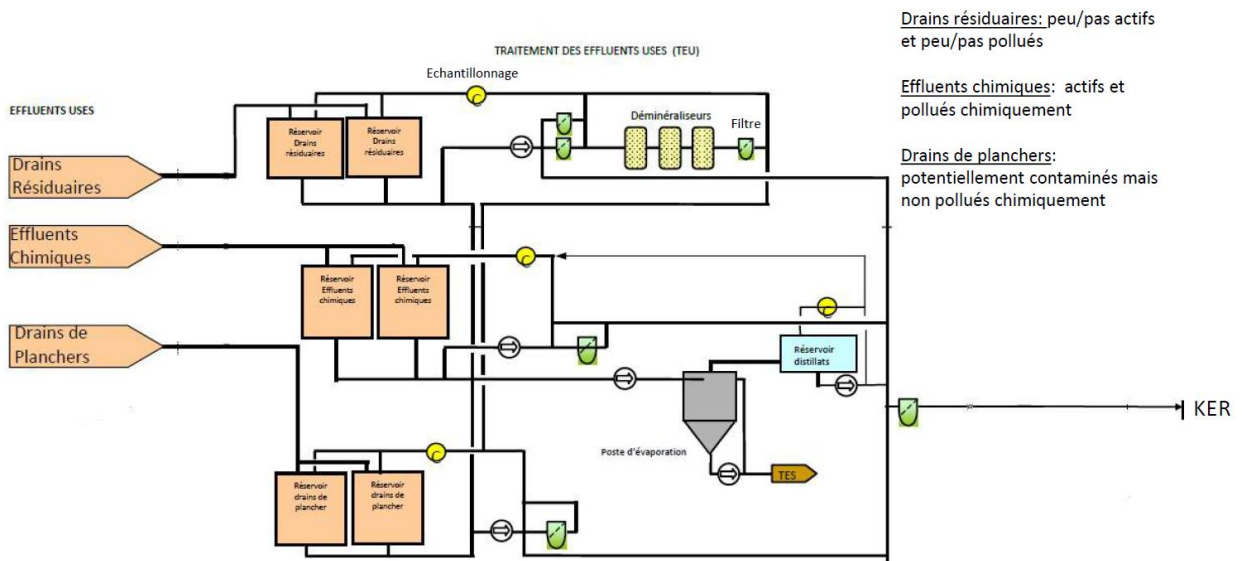 TRAITEMENT DES EFFLUENTS USES (TEU)
Echantillonnage
EFFLUENTS USES
Drains
Résiduaires
Effluents
Chimiques
Drains de
Planchers
Réservoir
Drains
résiduaires
Réservoir
Drains
résiduaires
C
Déminéraliseurs
Filtre
Réservoir
Effluents
chimiques
Réservoir
Effluents
chimiques
C
C
Réservoir
distillats
Poste d'évaporation
TES
Réservoir
drains de
plancher
Réservoir
drains de
plancher
C
KER
Drains résiduaires: peu/pas actifs
et peu/pas pollués
Effluents chimiques: actifs et
pollués chimiquement
Drains de planchers:
potentiellement contaminés mais
non pollués chimiquement